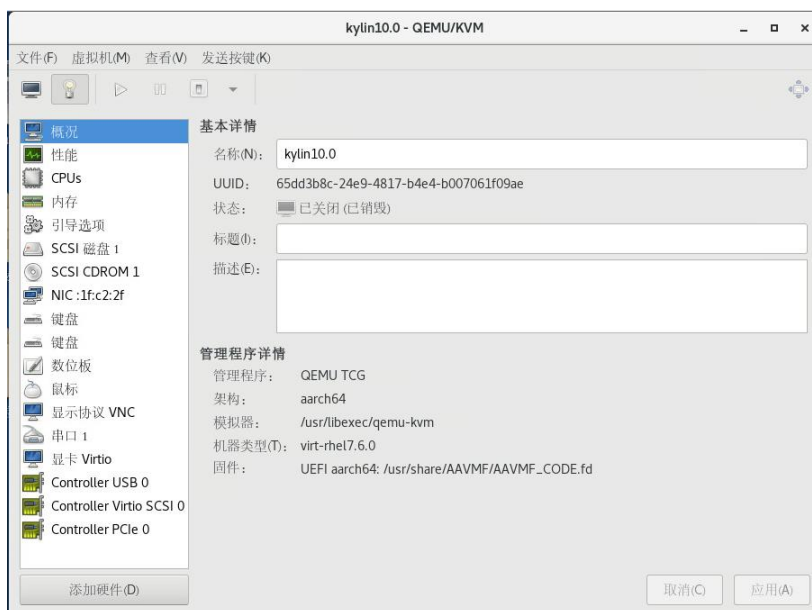 kylin10.0 - QEMU/KVM
文件(F) 虚拟机(M) 查看(V) 发送按键(K)
概况
性能
CPUs
内存
引导选项
SCSI 磁盘 1
SCSI CDROM 1
NIC :1f:c2:2f
键盘
键盘
数位板
鼠标
显示协议 VNC
串口 1
显卡 Virtio
Controller USB 0
Controller Virtio SCSI 0
Controller PCIe 0
添加硬件(D)
基本详情
名称(N): kylin10.0
UUID: 65dd3b8c-24e9-4817-b4e4-b007061f09ae
状态: 已关闭 (已销毁)
标题(I):
描述(E):
管理程序详情
管理程序: QEMU TCG
架构: aarch64
模拟器: /usr/libexec/qemu-kvm
机器类型(T): virt-rhel7.6.0
固件: UEFI aarch64: /usr/share/AAVMF/AAVMF_CODE.fd
取消(C) 应用(A)